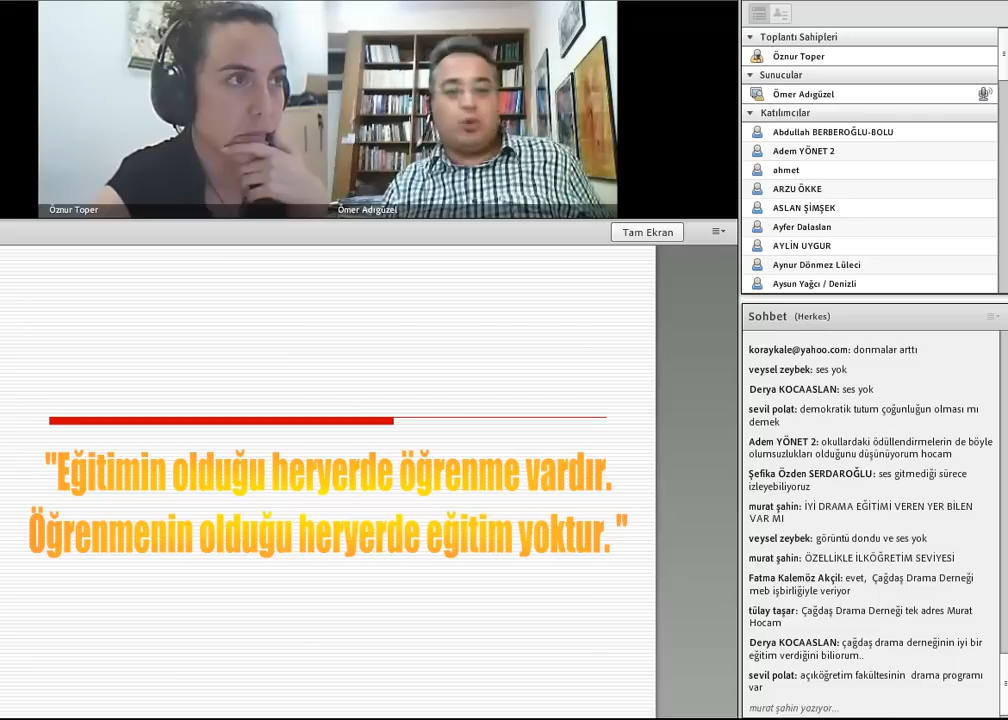 Öznur Toper
Ömer Adıgüzel
Tam Ekran
"Eğitimin olduğu heryerde öğrenme vardır.
Öğrenmenin olduğu heryerde eğitim yoktur. "
Toplantı Sahipleri
Öznur Toper
Sunucular
Ömer Adıgüzel
Katılımcılar
Abdullah BERBEROĞLU-BOLU
Adem YÖNET 2
ahmet
ARZU ÖKKE
ASLAN ŞİMŞEK
Ayfer Dalaslan
AYLİN UYGUR
Aynur Dönmez Lüleci
Aysun Yağcı / Denizli
Sohbet (Herkes)
koraykale@yahoo.com: donmalar arttı
veysel zeybek: ses yok
Derya KOCAASLAN: ses yok
sevil polat: demokratik tutum çoğunluğun olması mı
demek
Adem YÖNET 2: okullardaki ödüllendirmelerin de böyle
olumsuzlukları olduğunu düşünüyorum hocam
Şefika Özden SERDAROĞLU: ses gitmediği sürece
izleyebiliyoruz
murat şahin: İYİ DRAMA EĞİTİMİ VEREN YER BİLEN
VAR MI
veysel zeybek: görüntü dondu ve ses yok
murat şahin: ÖZELLİKLE İLKÖĞRETİM SEVİYESİ
Fatma Kalemöz Akçil: evet, Çağdaş Drama Derneği
meb işbirliğiyle veriyor
tülay taşar: Çağdaş Drama Derneği tek adres Murat
Hocam
Derya KOCAASLAN: çağdaş drama derneğinin iyi bir
eğitim verdiğini biliorum..
sevil polat: açıköğretim fakültesinin drama programı
var
murat şahin yazıyor...